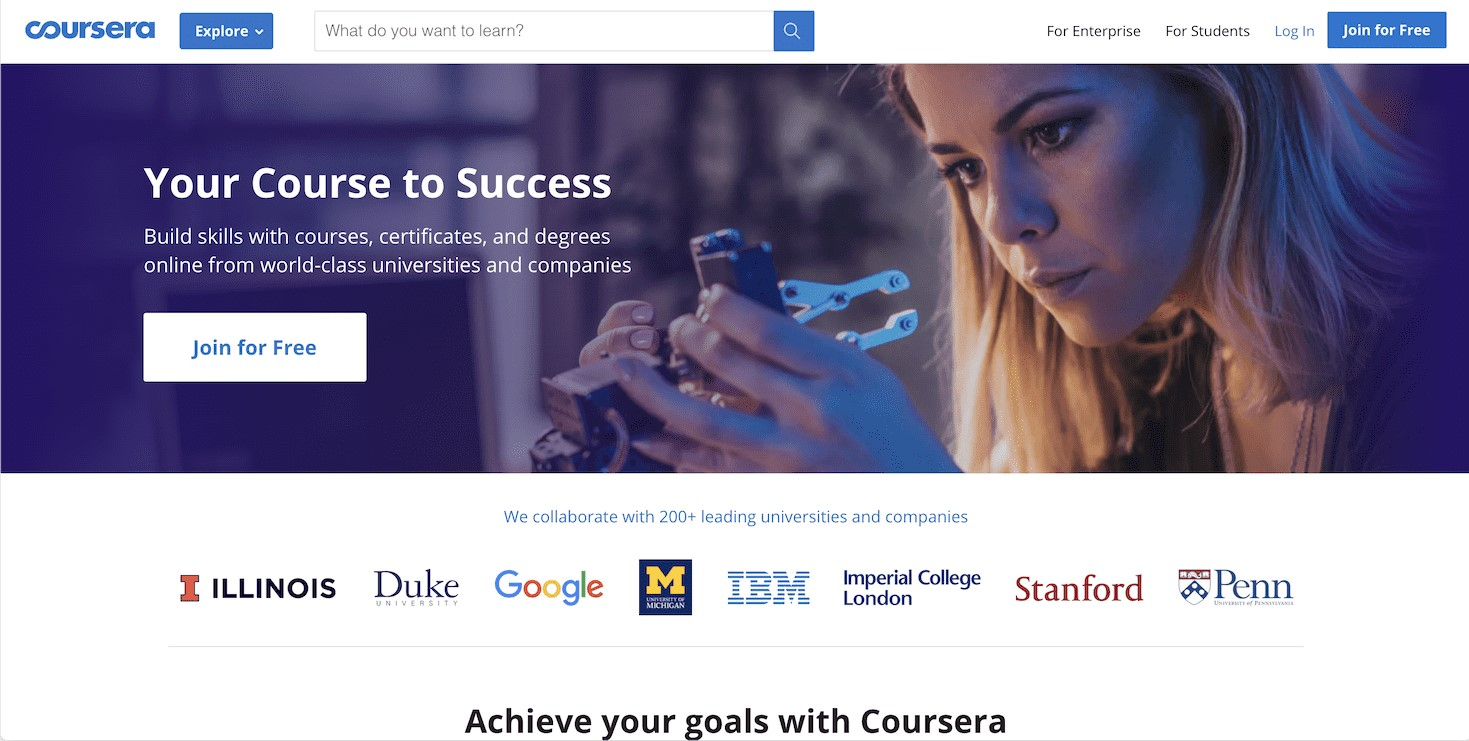 coursera
Explore
What do you want to learn?
For Enterprise
For Students
Log In
Join for Free
Your Course to Success
Build skills with courses, certificates, and degrees
online from world-class universities and companies
Join for Free
We collaborate with 200+ leading universities and companies
I ILLINOIS
Duke
UNIVERSITY
Google
M
UNIVERSITY OF
MICHIGAN
IBM
Imperial College
London
Stanford
Penn
UNIVERSITY of PENNSYLVANIA
Achieve your goals with Coursera